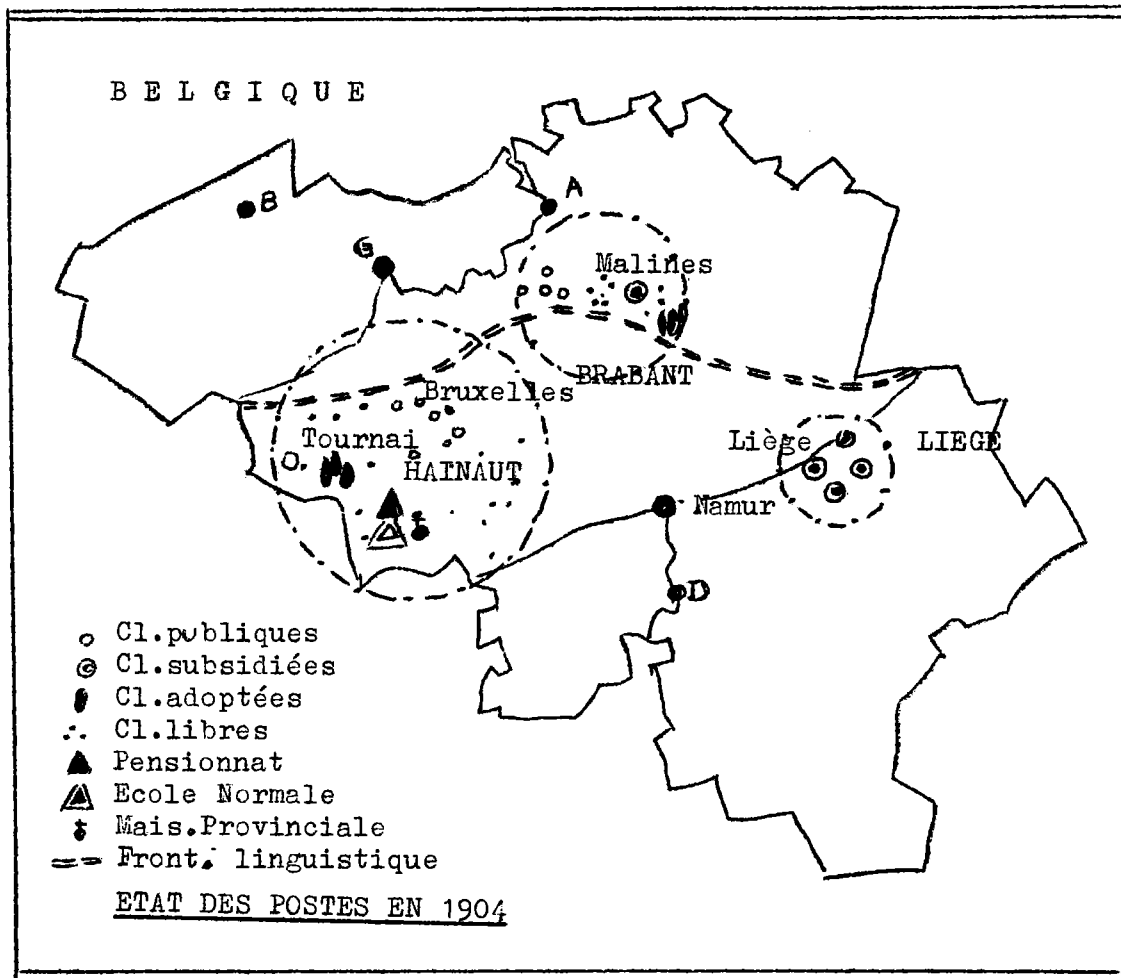 B E L G I Q U E
B
A
G
Malines
BRABANT
Bruxelles
Tournai
HAINAUT
Liège
LIEGE
Namur
D
Cl.publiques
Cl.subsidiées
Cl.adoptées
Cl.libres
Pensionnat
Ecole Normale
Mais.Provinciale
Front. linguistique
ETAT DES POSTES EN 1904